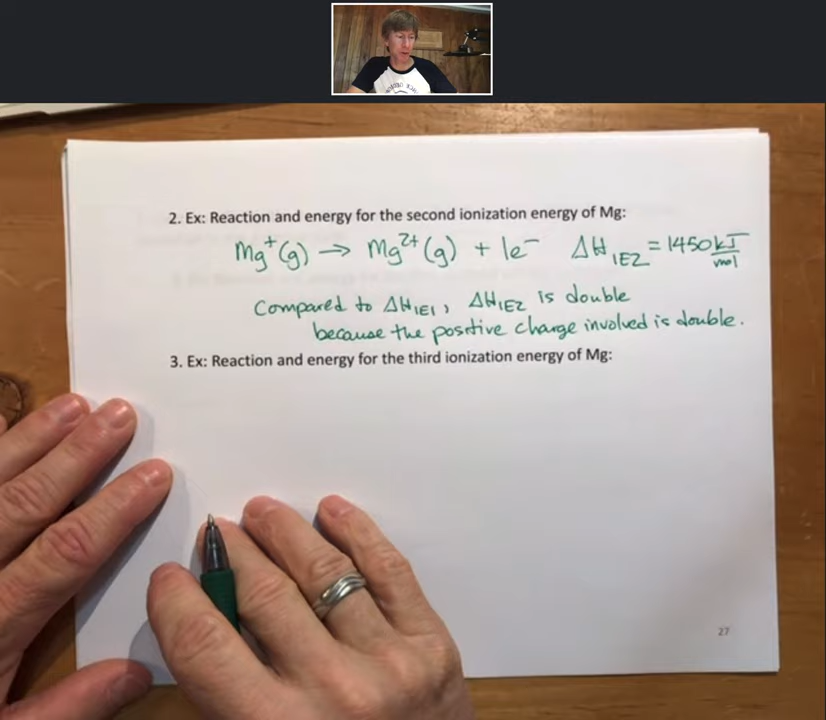 2. Ex: Reaction and energy for the second ionization energy of Mg:
Mg⁺(g) → Mg²⁺(g) + 1e⁻ ΔH IE2 = 1450 kJ/mol
Compared to ΔH IE1, ΔH IE2 is double
because the positive charge involved is double.
3. Ex: Reaction and energy for the third ionization energy of Mg:
27